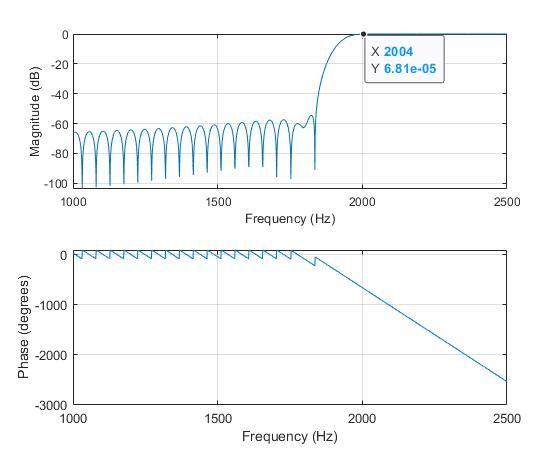 0
-20
-40
-60
-80
-100
Magnitude (dB)
X 2004
Y 6.81e-05
1000 1500 2000 2500
Frequency (Hz)
0
-1000
-2000
-3000
Phase (degrees)
1000 1500 2000 2500
Frequency (Hz)